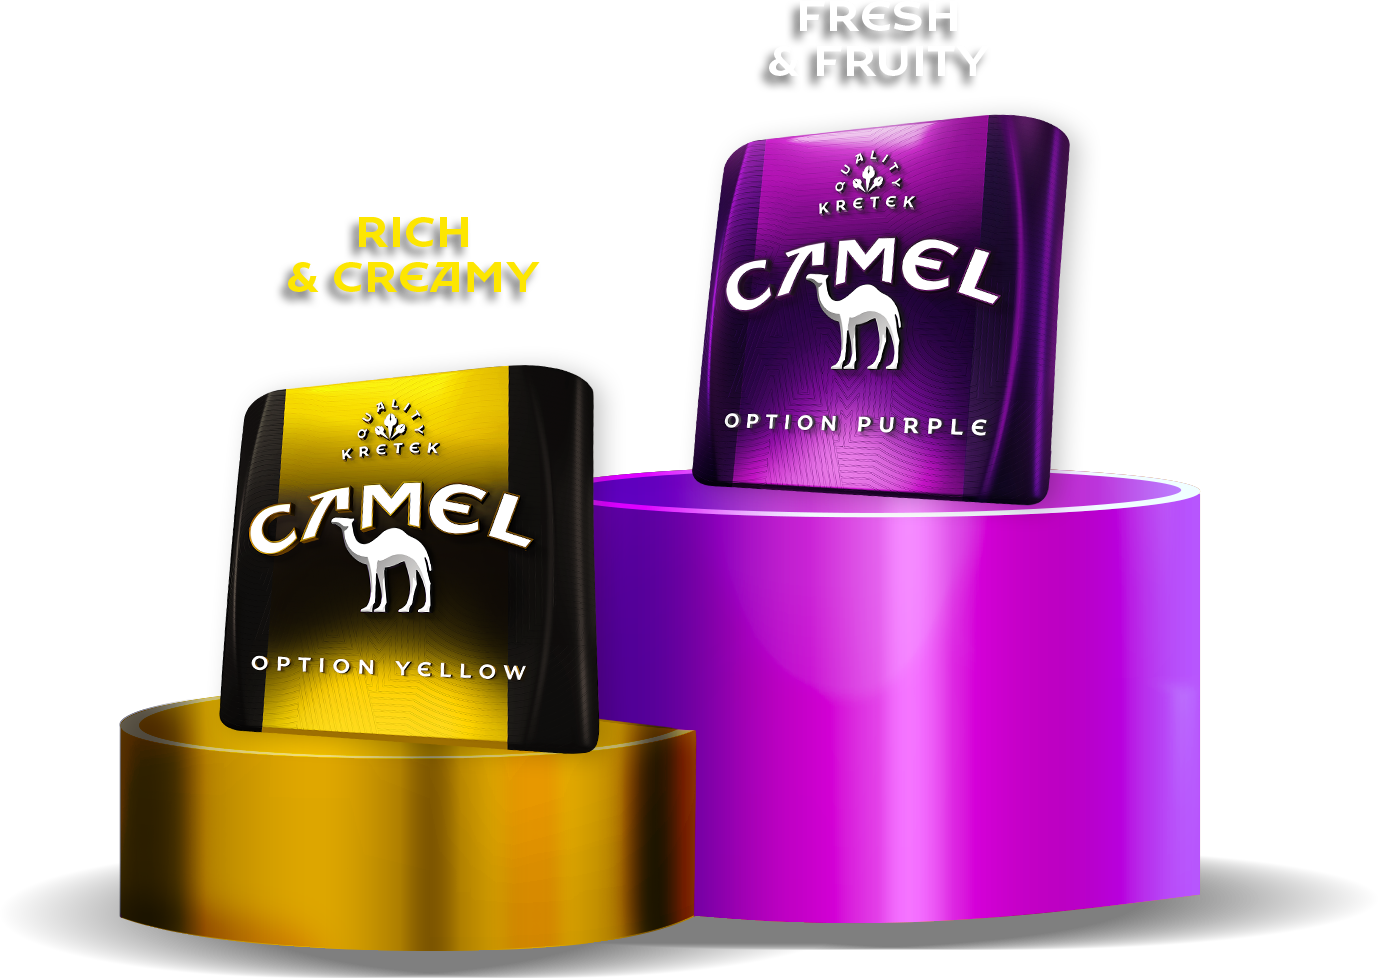 FRESH
& FRUITY
QUALITY
KRETEK
CAMEL
OPTION PURPLE
RICH
& CREAMY
QUALITY
KRETEK
CAMEL
OPTION YELLOW